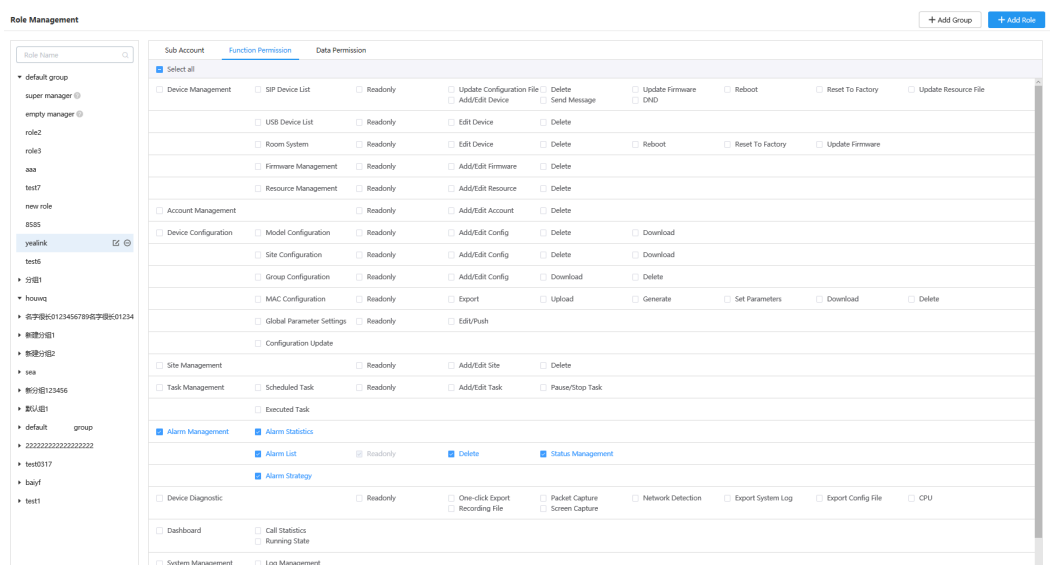 Role Management
+ Add Group
+ Add Role
Role Name
default group
super manager
empty manager
role2
role3
aaa
test7
new role
8585
yealink
test6
分组1
houwq
名字很长0123456789名字很长01234
新建分组1
新建分组2
sea
新分组123456
默认组1
default group
222222222222222222
test0317
baiyf
test1
Sub Account Function Permission Data Permission
Select all
Device Management SIP Device List Readonly Update Configuration File Delete Update Firmware Reboot Reset To Factory Update Resource File
Add/Edit Device Send Message DND
USB Device List Readonly Edit Device Delete
Room System Readonly Edit Device Delete Reboot Reset To Factory Update Firmware
Firmware Management Readonly Add/Edit Firmware Delete
Resource Management Readonly Add/Edit Resource Delete
Account Management Readonly Add/Edit Account Delete
Device Configuration Model Configuration Readonly Add/Edit Config Delete Download
Site Configuration Readonly Add/Edit Config Delete Download
Group Configuration Readonly Add/Edit Config Download Delete
MAC Configuration Readonly Export Upload Generate Set Parameters Download Delete
Global Parameter Settings Readonly Edit/Push
Configuration Update
Site Management Readonly Add/Edit Site Delete
Task Management Scheduled Task Readonly Add/Edit Task Pause/Stop Task
Executed Task
Alarm Management Alarm Statistics
Alarm List Readonly Delete Status Management
Alarm Strategy
Device Diagnostic Readonly One-click Export Packet Capture Network Detection Export System Log Export Config File CPU
Recording File Screen Capture
Dashboard Call Statistics
Running State
System Management Log Management